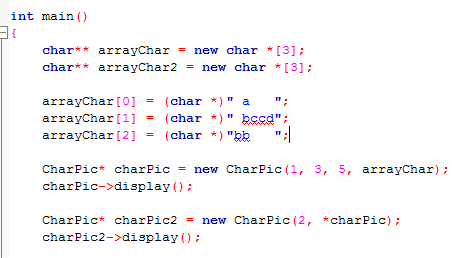 int main()
{
char** arrayChar = new char *[3];
char** arrayChar2 = new char *[3];
arrayChar[0] = (char *)" a   ";
arrayChar[1] = (char *)" bccd";
arrayChar[2] = (char *)"bb   ";
CharPic* charPic = new CharPic(1, 3, 5, arrayChar);
charPic->display();
CharPic* charPic2 = new CharPic(2, *charPic);
charPic2->display();